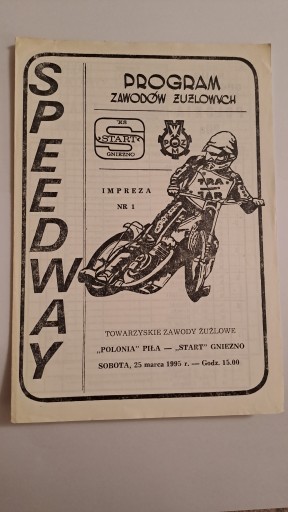 SPEEDWAY
PROGRAM
ZAWODÓW ŻUŻLOWYCH
START
GNIEZNO
IMPREZA
NR 1
TOWARZYSKIE ZAWODY ŻUŻLOWE
„POLONIA” PIŁA — „START” GNIEZNO
SOBOTA, 25 marca 1995 r. — Godz. 15.00